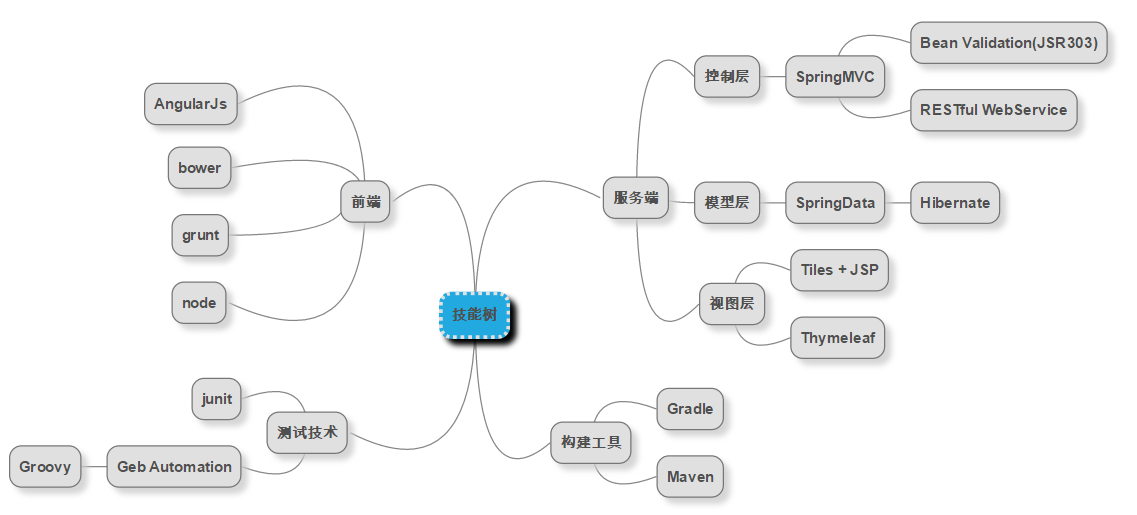 技能树
前端
AngularJs
bower
grunt
node
测试技术
junit
Geb Automation
Groovy
服务端
控制层
SpringMVC
Bean Validation(JSR303)
RESTful WebService
模型层
SpringData
Hibernate
视图层
Tiles + JSP
Thymeleaf
构建工具
Gradle
Maven